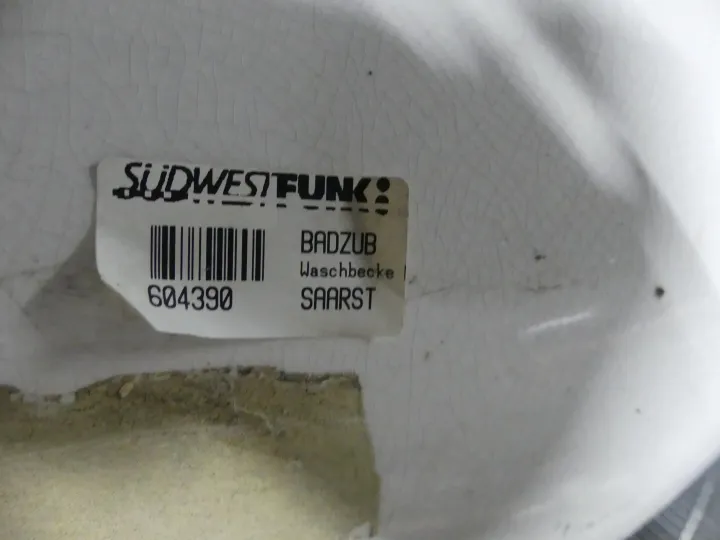 SÜDWESTFUNK:
BADZUB
Waschbecke
604390
SAARST